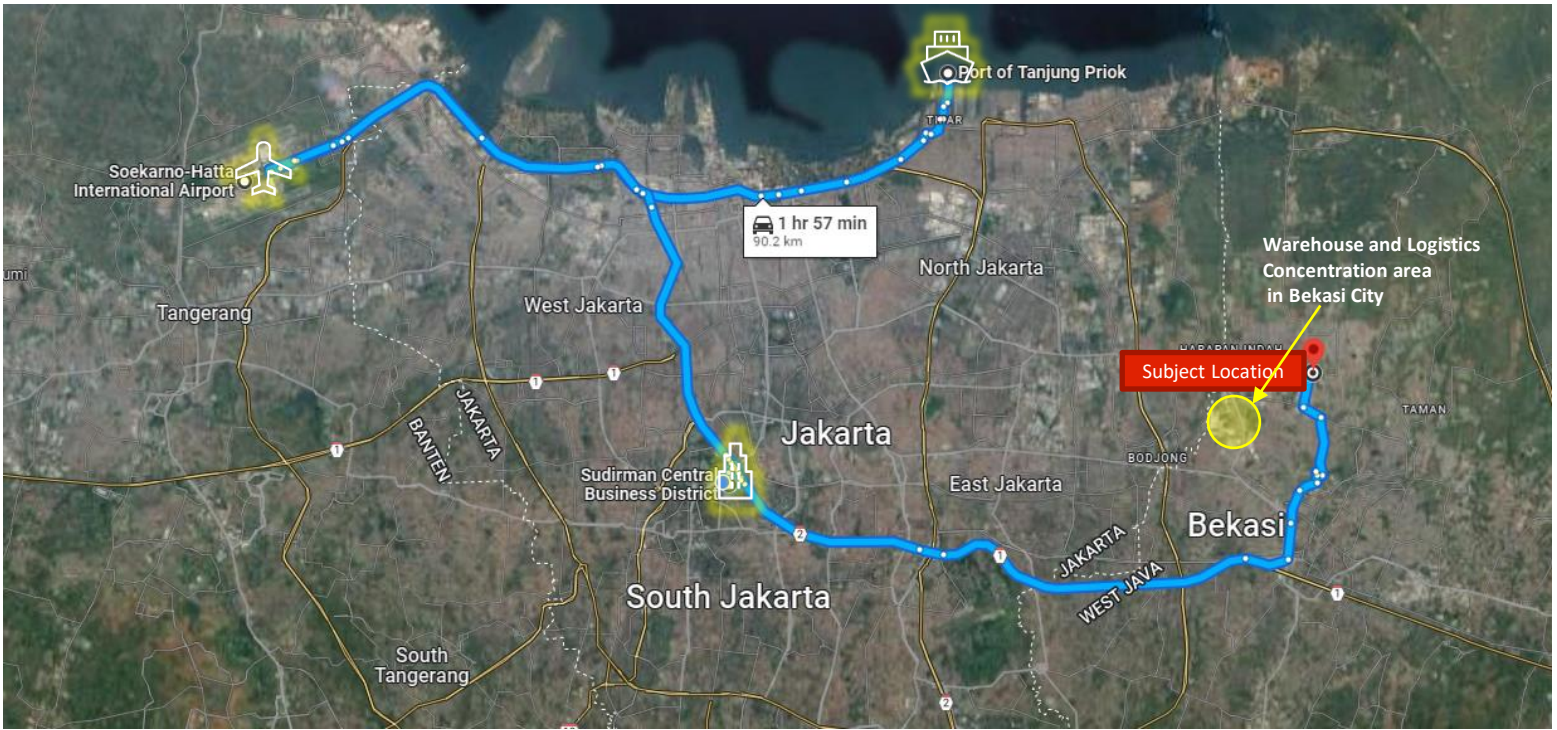 Port of Tanjung Priok
Soekarno-Hatta
International Airport
1 hr 57 min
90.2 km
Warehouse and Logistics
Concentration area
in Bekasi City
North Jakarta
umi
Tangerang
West Jakarta
HARAPAN INDAH
Subject Location
1
1
JAKARTA
BANTEN
TAMAN
Jakarta
1
BODJONG
Sudirman Central
Business District
East Jakarta
2
Bekasi
1
JAKARTA
WEST JAVA
1
South Jakarta
South
Tangerang
2